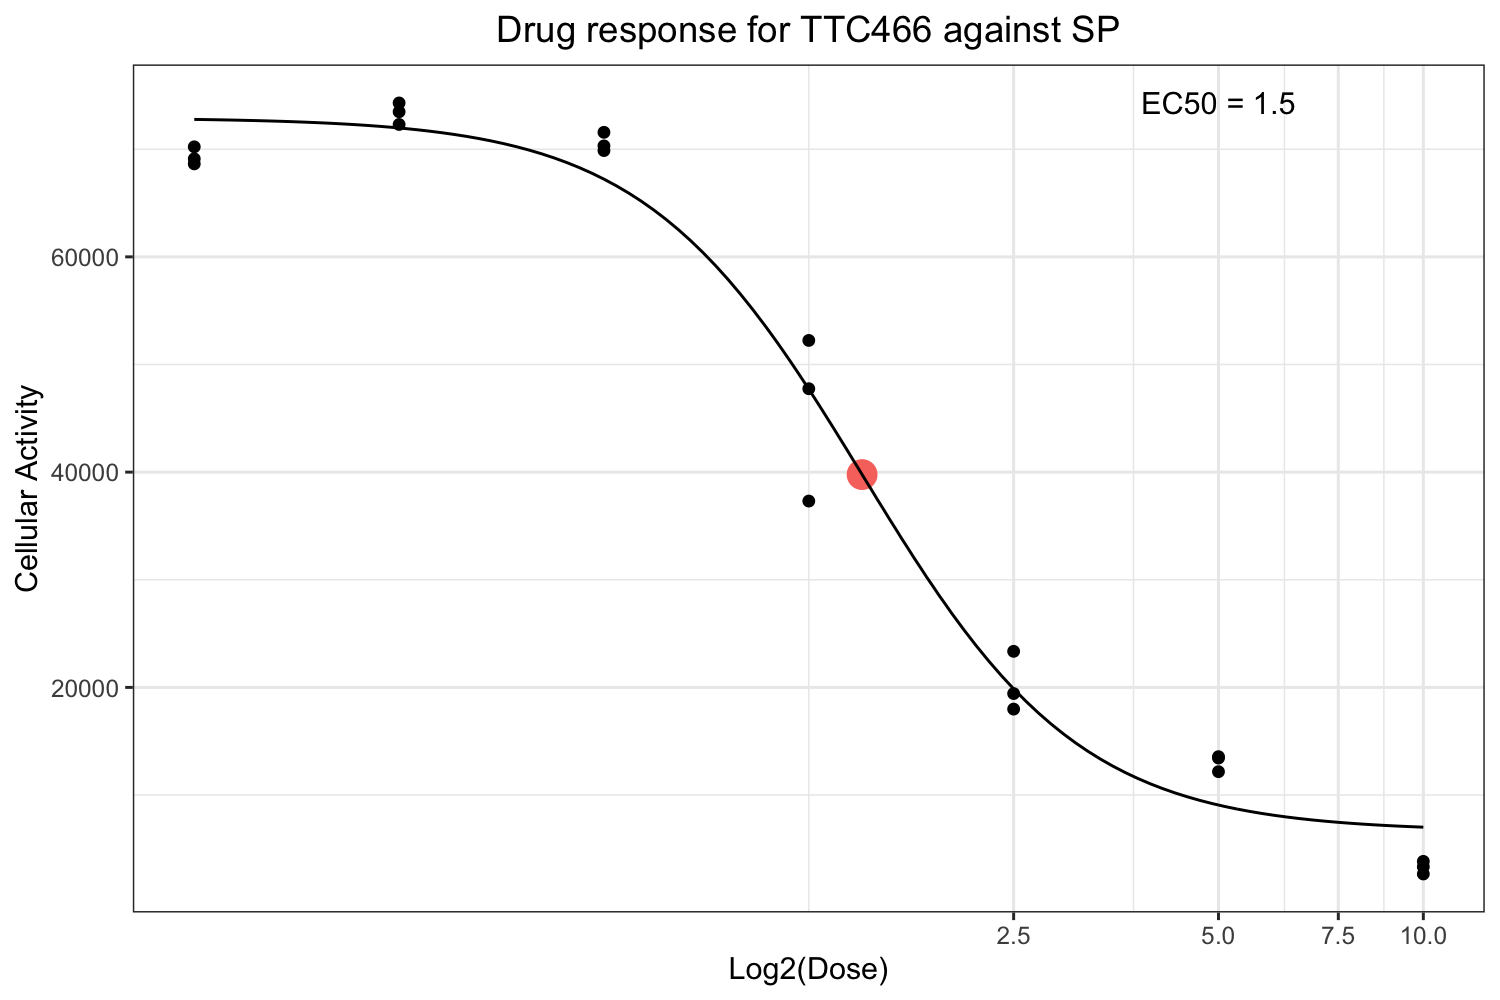 Drug response for TTC466 against SP
EC50 = 1.5
60000
40000
20000
Cellular Activity
2.5 5.0 7.5 10.0
Log2(Dose)